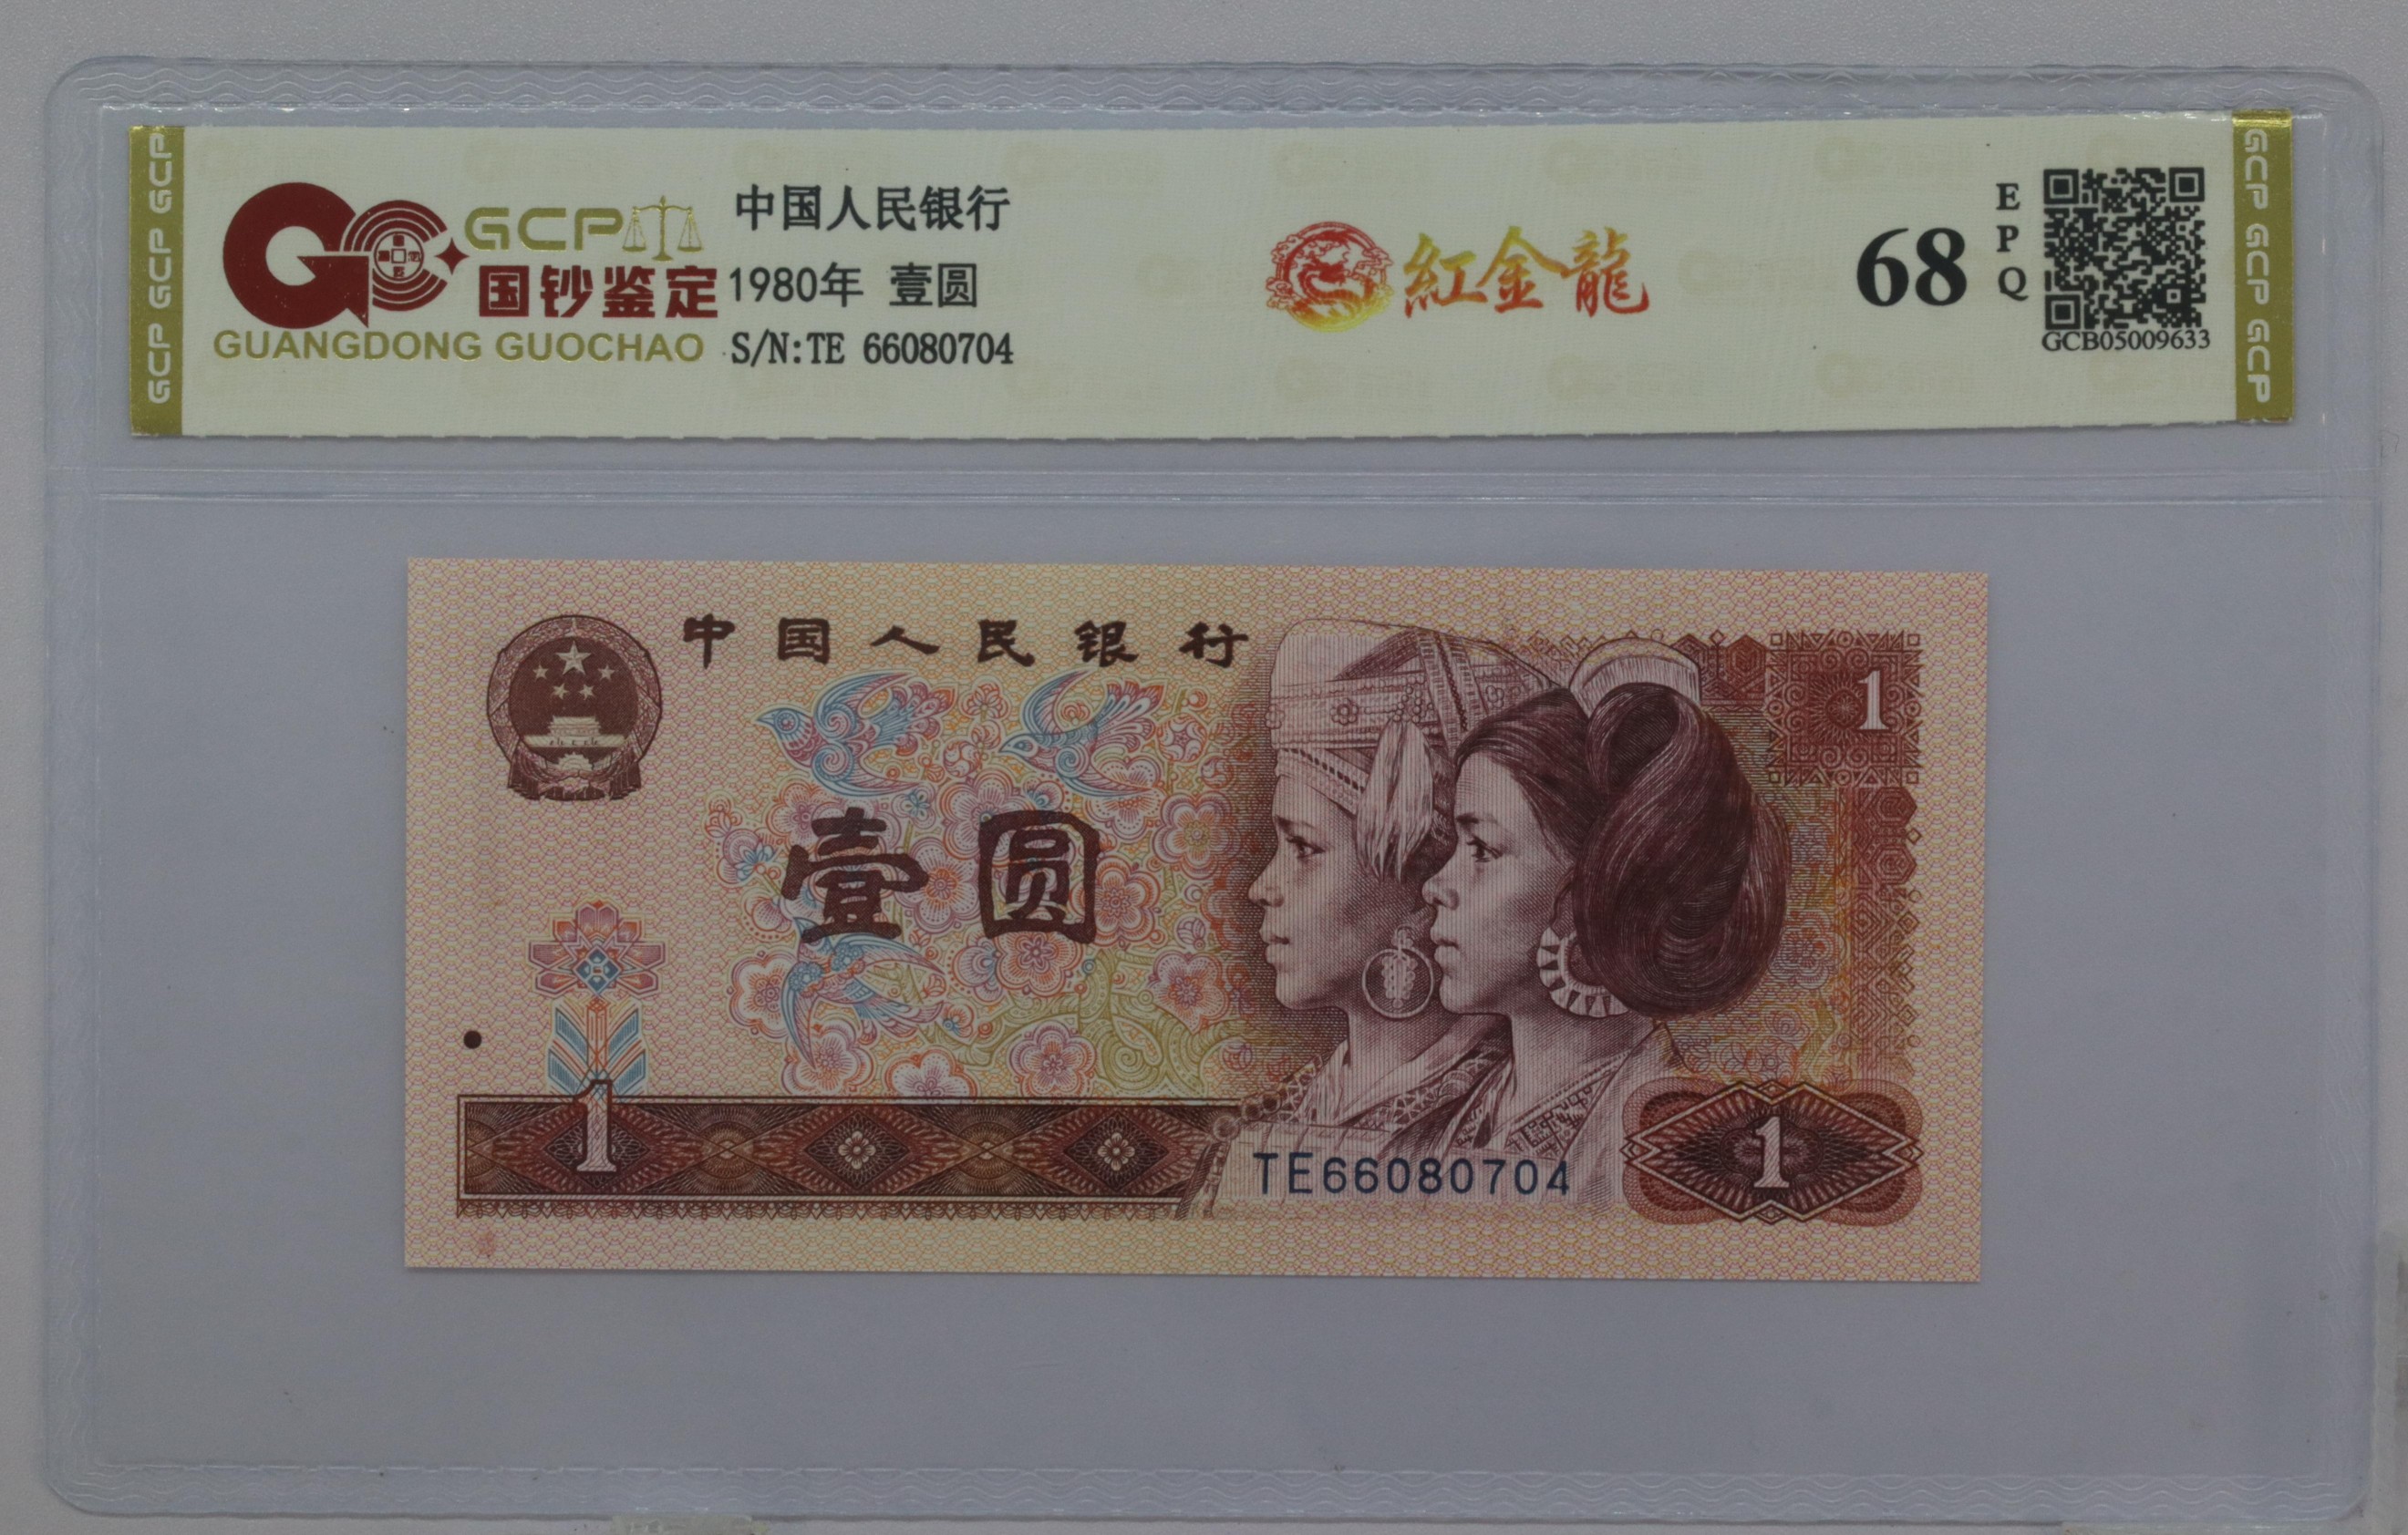 GCP GCP GCP
GCP
国钞鉴定
GUANGDONG GUOCHAO
中国人民银行
1980年 壹圆
S/N:TE 66080704
紅金龍
68
EPQ
GCB05009633
GCP GCP GCP
中国人民银行
1
壹圆
1
TE66080704
1